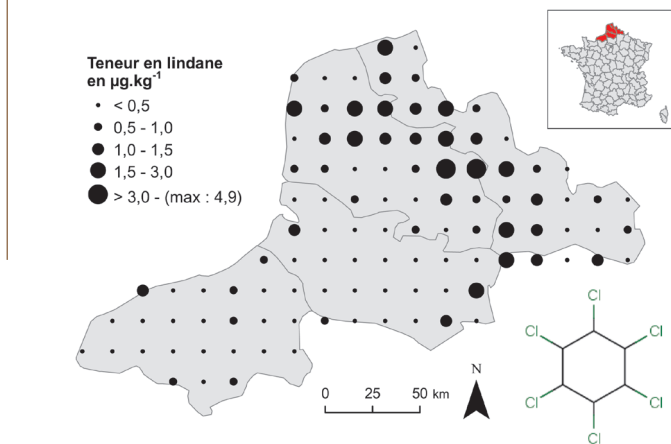 Teneur en lindane
en µg.kg⁻¹
< 0,5
0,5 - 1,0
1,0 - 1,5
1,5 - 3,0
> 3,0 - (max : 4,9)
N
0 25 50 km
Cl
Cl Cl
Cl Cl
Cl